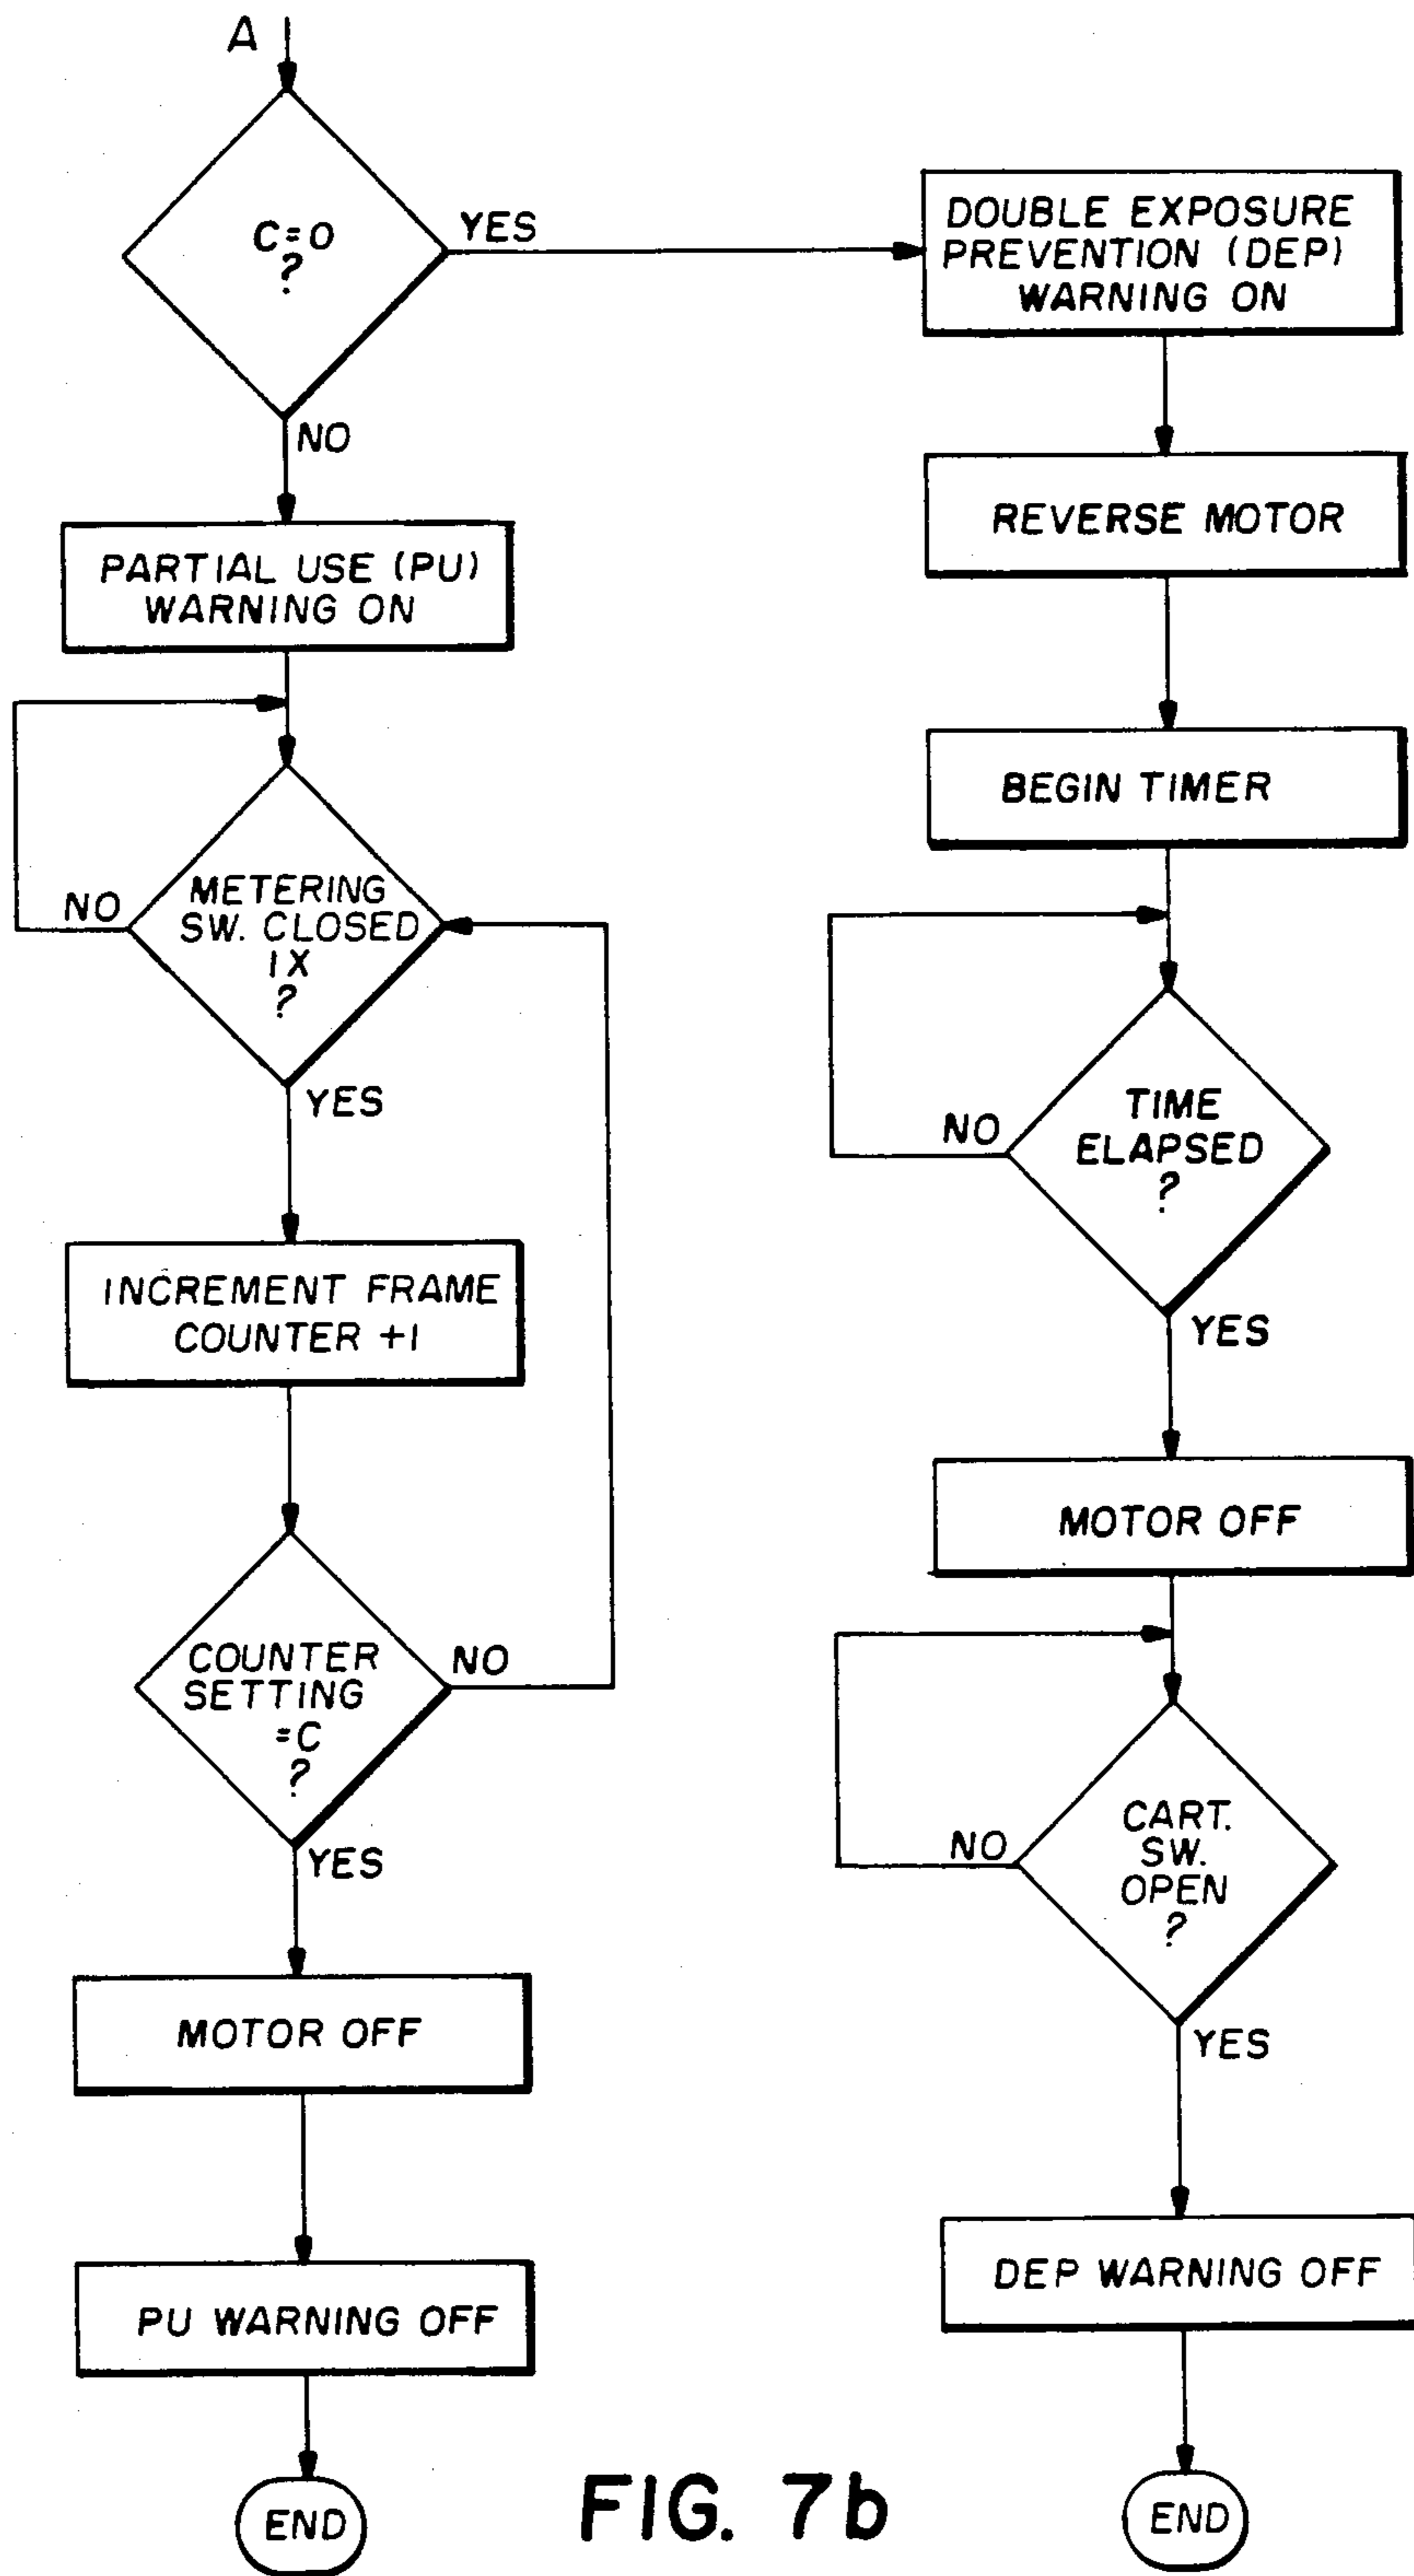 A
C=O
?
YES
NO
PARTIAL USE (PU)
WARNING ON
METERING
SW. CLOSED
1X
?
NO
YES
INCREMENT FRAME
COUNTER +1
COUNTER
SETTING
=C
?
NO
YES
MOTOR OFF
PU WARNING OFF
END
DOUBLE EXPOSURE
PREVENTION (DEP)
WARNING ON
REVERSE MOTOR
BEGIN TIMER
TIME
ELAPSED
?
NO
YES
MOTOR OFF
CART.
SW.
OPEN
?
NO
YES
DEP WARNING OFF
END
FIG. 7b